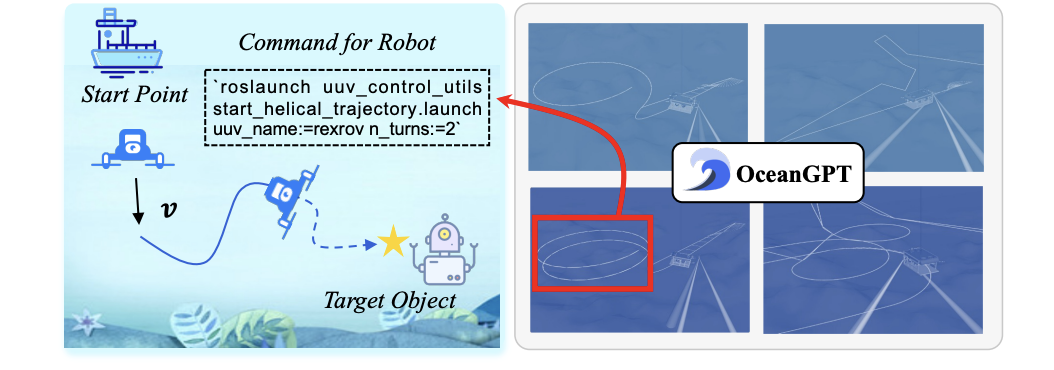 Command for Robot
Start Point
`roslaunch uuv_control_utils
start_helical_trajectory.launch
uuv_name:=rexrov n_turns:=2`
v
Target Object
OceanGPT